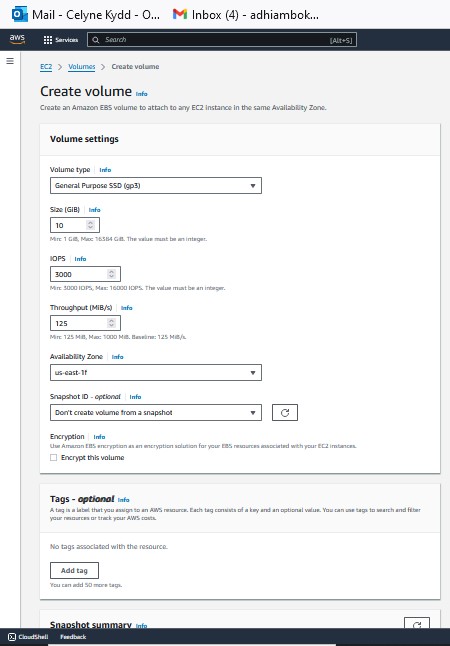 Mail - Celyne Kydd - O...
Inbox (4) - adhiambok...
aws
Services
Search
[Alt+S]
EC2 > Volumes > Create volume
Create volume Info
Create an Amazon EBS volume to attach to any EC2 instance in the same Availability Zone.
Volume settings
Volume type Info
General Purpose SSD (gp3)
Size (GiB) Info
10
Min: 1 GiB, Max: 16384 GiB. The value must be an integer.
IOPS Info
3000
Min: 3000 IOPS, Max: 16000 IOPS. The value must be an integer.
Throughput (MiB/s) Info
125
Min: 125 MiB, Max: 1000 MiB. Baseline: 125 MiB/s.
Availability Zone Info
us-east-1f
Snapshot ID - optional Info
Don't create volume from a snapshot
Encryption Info
Use Amazon EBS encryption as an encryption solution for your EBS resources associated with your EC2 instances.
Encrypt this volume
Tags - optional Info
A tag is a label that you assign to an AWS resource. Each tag consists of a key and an optional value. You can use tags to search and filter
your resources or track your AWS costs.
No tags associated with the resource.
Add tag
You can add 50 more tags.
Snapshot summary Info
CloudShell
Feedback